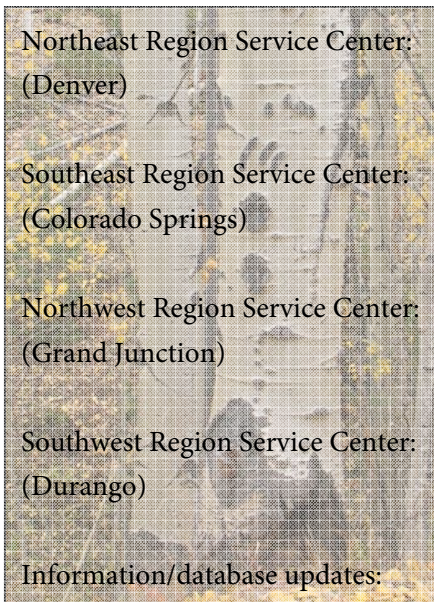 Northeast Region Service Center:
(Denver)
Southeast Region Service Center:
(Colorado Springs)
Northwest Region Service Center:
(Grand Junction)
Southwest Region Service Center:
(Durango)
Information/database updates: